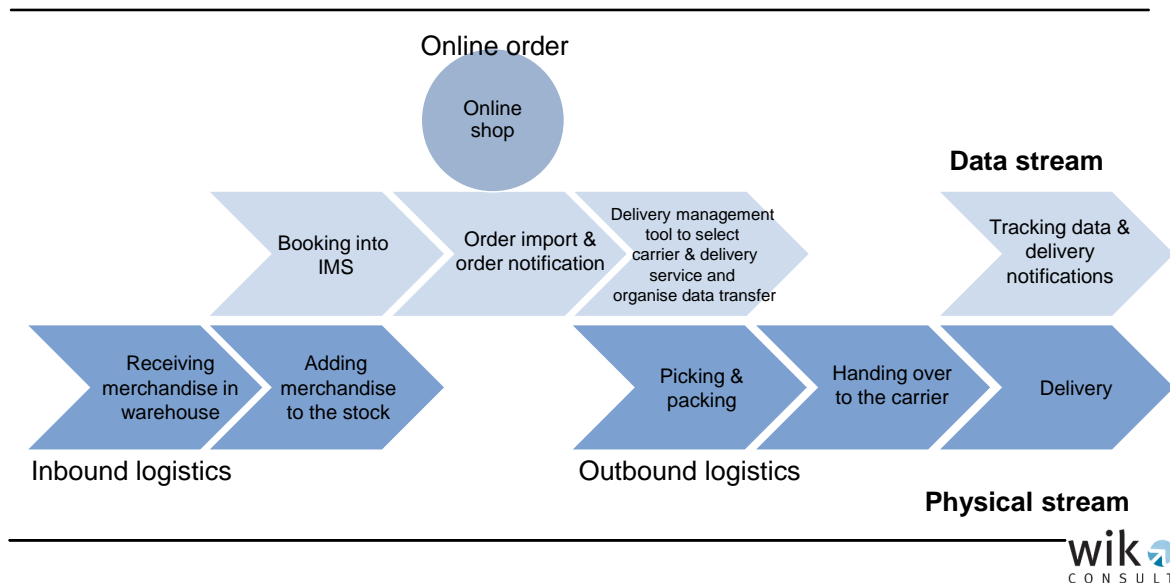 Online order
Online
shop
Data stream
Booking into
IMS
Order import &
order notification
Delivery management
tool to select
carrier & delivery
service and
organise data transfer
Tracking data &
delivery
notifications
Receiving
merchandise in
warehouse
Adding
merchandise
to the stock
Picking &
packing
Handing over
to the carrier
Delivery
Inbound logistics
Outbound logistics
Physical stream
wik
CONSULT